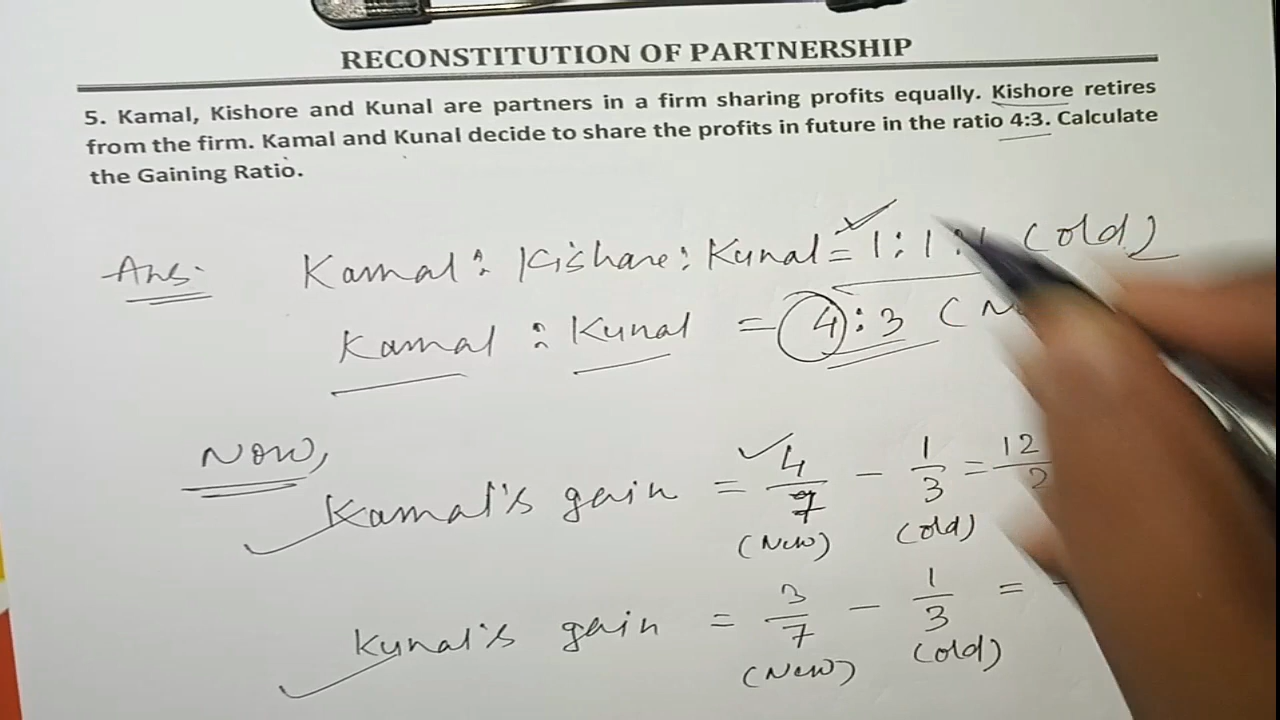 RECONSTITUTION OF PARTNERSHIP
5. Kamal, Kishore and Kunal are partners in a firm sharing profits equally. Kishore retires
from the firm. Kamal and Kunal decide to share the profits in future in the ratio 4:3. Calculate
the Gaining Ratio.
Ans:- Kamal : Kishare : Kunal = 1 : 1 : 1 (old)
Kamal : Kunal = 4 : 3 (N
Now,
Kamal's gain = 4/7 - 1/3 = 12/2
(New) (old)
Kunal's gain = 3/7 - 1/3 =
(New) (old)